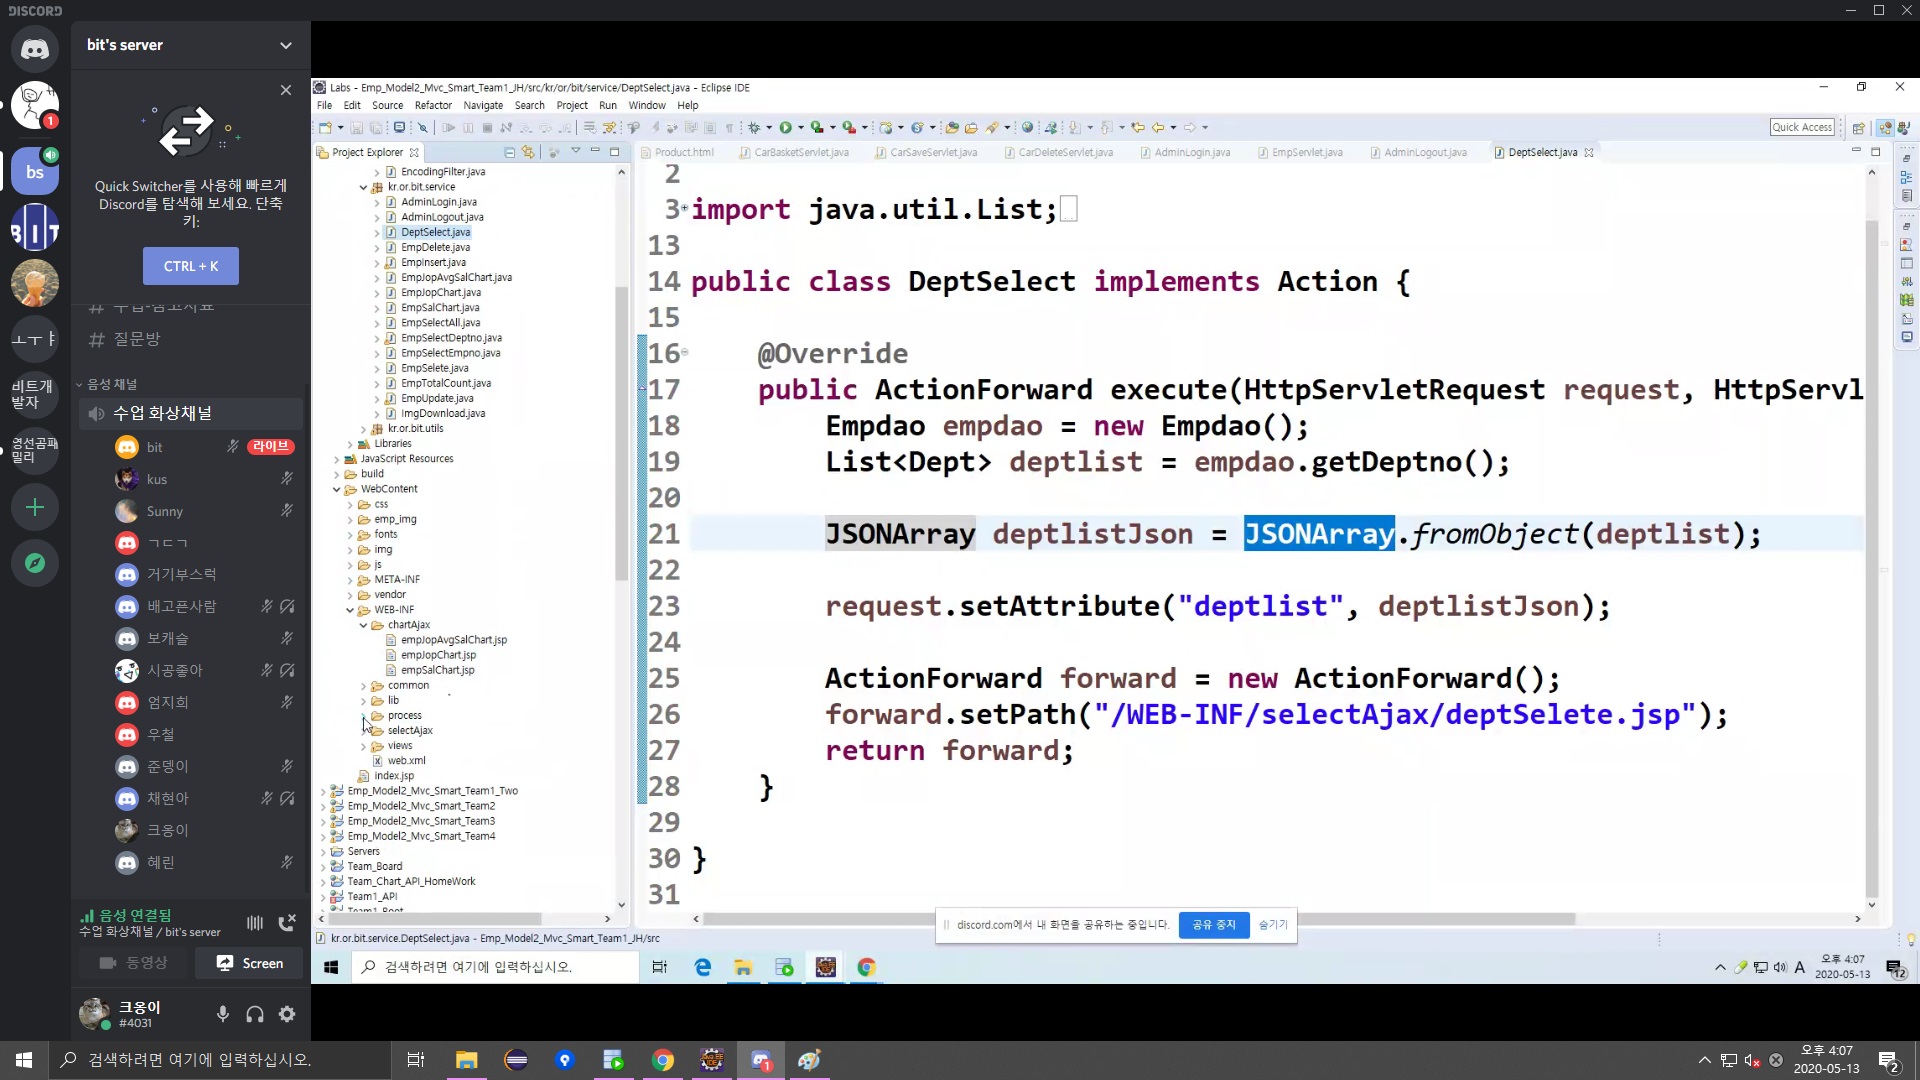 DISCORD
bit's server
Quick Switcher를 사용해 빠르게
Discord를 탐색해 보세요. 단축
키:
CTRL + K
# 질문방
음성 채널
수업 화상채널
bit
라이브
kus
Sunny
ㄱㄷㄱ
거기부스럭
배고픈사람
보캐슬
시공좋아
엄지희
우철
준뎅이
채현아
크옹이
혜린
음성 연결됨
수업 화상채널 / bit's server
동영상
Screen
크옹이
#4031
bs
BIT
ㅗㅜㅑ
비트개
발자
영선곰패
밀리
Labs - Emp_Model2_Mvc_Smart_Team1_JH/src/kr/or/bit/service/DeptSelect.java - Eclipse IDE
File Edit Source Refactor Navigate Search Project Run Window Help
Quick Access
Project Explorer
EncodingFilter.java
kr.or.bit.service
AdminLogin.java
AdminLogout.java
DeptSelect.java
EmpDelete.java
EmpInsert.java
EmpJopAvgSalChart.java
EmpJopChart.java
EmpSalChart.java
EmpSelectAll.java
EmpSelectDeptno.java
EmpSelectEmpno.java
EmpSelete.java
EmpTotalCount.java
EmpUpdate.java
ImgDownload.java
kr.or.bit.utils
Libraries
JavaScript Resources
build
WebContent
css
emp_img
fonts
img
js
META-INF
vendor
WEB-INF
chartAjax
empJopAvgSalChart.jsp
empJopChart.jsp
empSalChart.jsp
common
lib
process
selectAjax
views
web.xml
index.jsp
Emp_Model2_Mvc_Smart_Team1_Two
Emp_Model2_Mvc_Smart_Team2
Emp_Model2_Mvc_Smart_Team3
Emp_Model2_Mvc_Smart_Team4
Servers
Team_Board
Team_Chart_API_HomeWork
Team1_API
Product.html CarBasketServlet.java CarSaveServlet.java CarDeleteServlet.java AdminLogin.java EmpServlet.java AdminLogout.java DeptSelect.java
2
3 import java.util.List;
13
14 public class DeptSelect implements Action {
15
16 @Override
17 public ActionForward execute(HttpServletRequest request, HttpServl
18 Empdao empdao = new Empdao();
19 List<Dept> deptlist = empdao.getDeptno();
20
21 JSONArray deptlistJson = JSONArray.fromObject(deptlist);
22
23 request.setAttribute("deptlist", deptlistJson);
24
25 ActionForward forward = new ActionForward();
26 forward.setPath("/WEB-INF/selectAjax/deptSelete.jsp");
27 return forward;
28 }
29
30 }
31
discord.com에서 내 화면을 공유하는 중입니다. 공유 중지 숨기기
kr.or.bit.service.DeptSelect.java - Emp_Model2_Mvc_Smart_Team1_JH/src
검색하려면 여기에 입력하십시오.
A
오후 4:07
2020-05-13
12
검색하려면 여기에 입력하십시오.
오후 4:07
2020-05-13
2